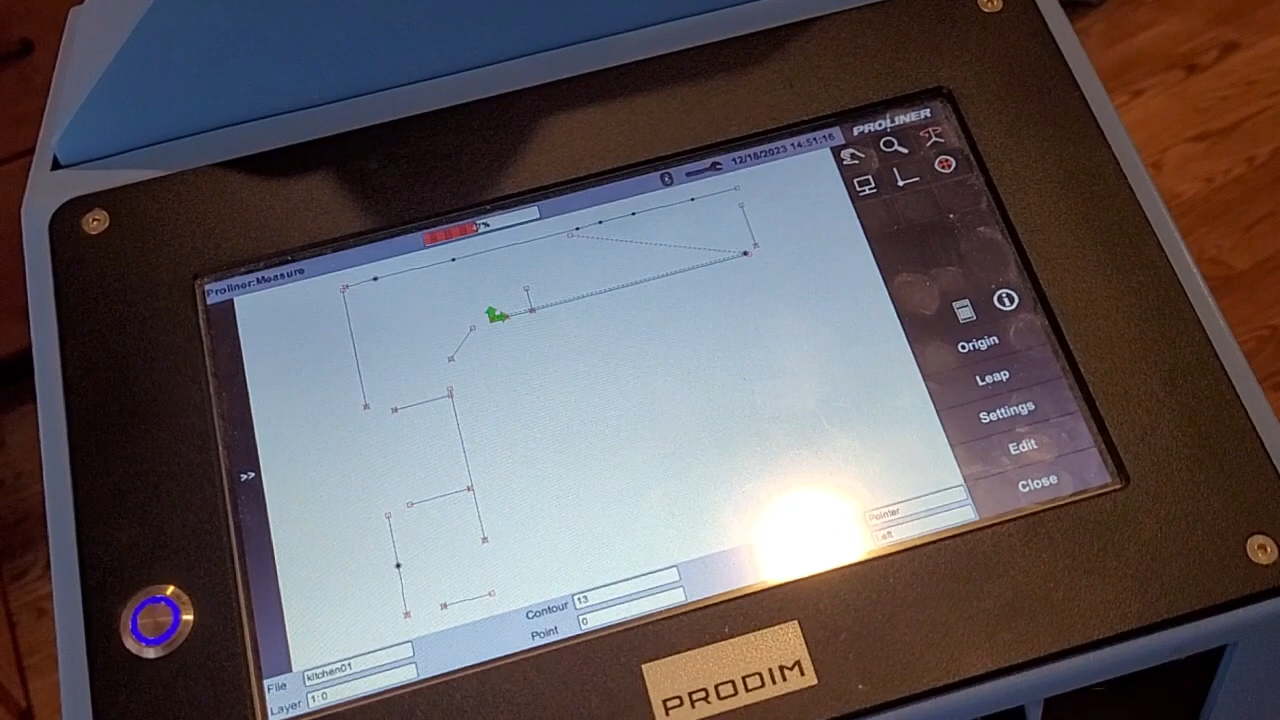 PROLINER
12/18/2023 14:51:16
47%
Proliner:Measure
Origin
Leap
Settings
Edit
Close
>>
Pointer
Left
Contour 13
Point 0
File kitchen01
Layer 1: 0
PRODIM